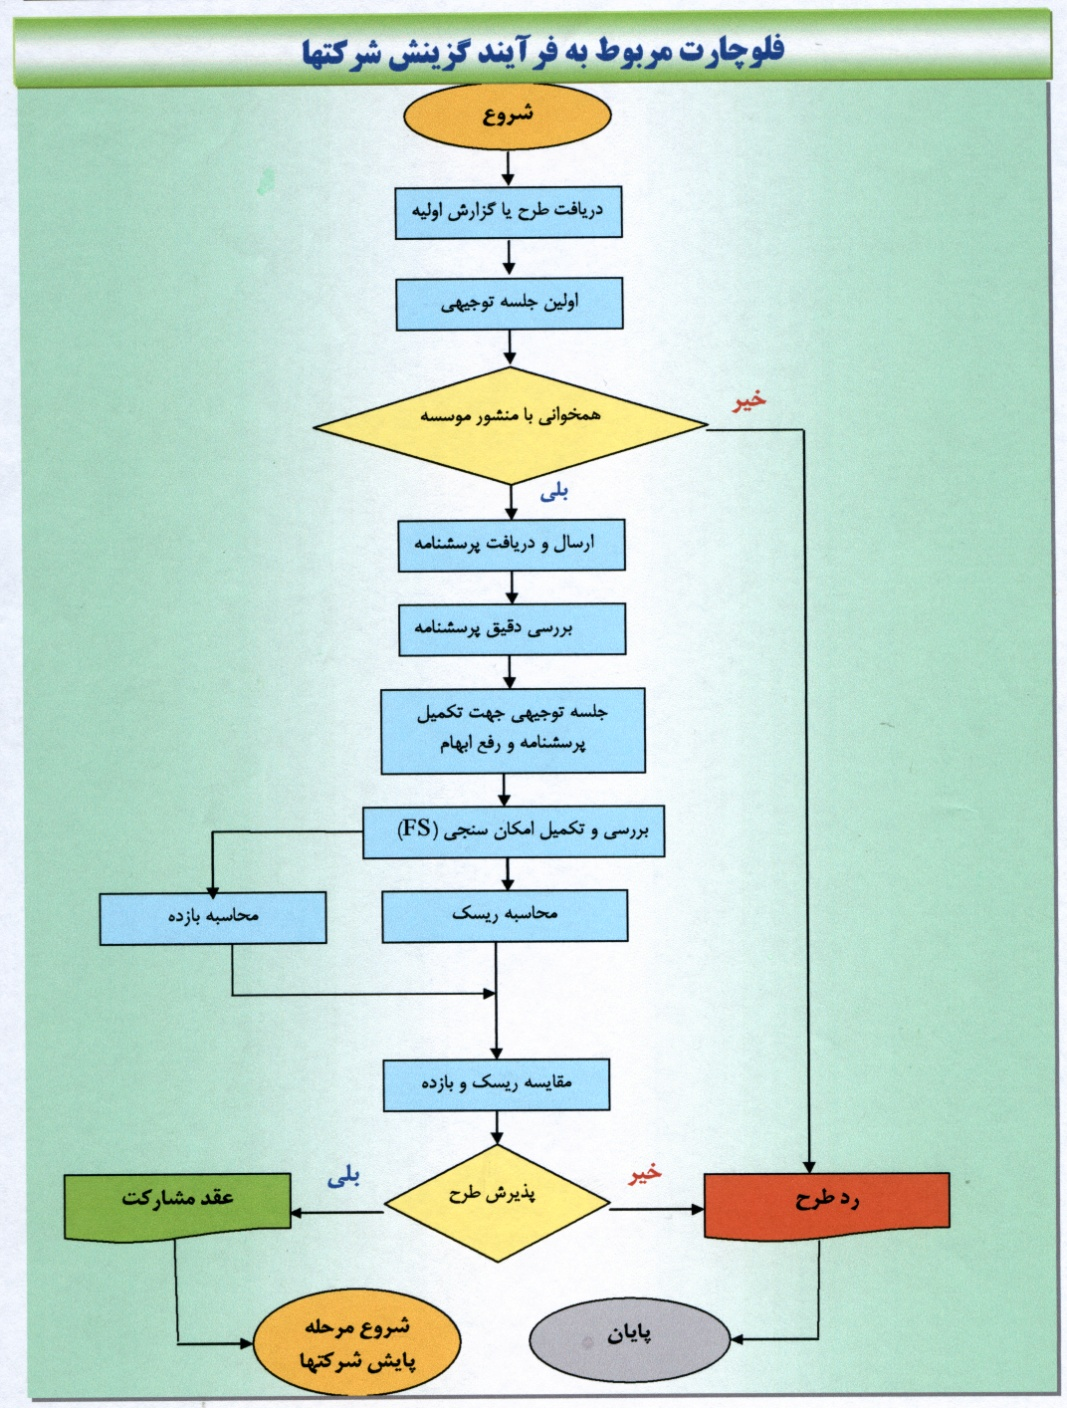 فلوچارت مربوط به فرآیند گزینش شرکتها
شروع
دریافت طرح یا گزارش اولیه
اولین جلسه توجیهی
همخوانی با منشور موسسه
خیر
بلی
ارسال و دریافت پرسشنامه
بررسی دقیق پرسشنامه
جلسه توجیهی جهت تکمیل
پرسشنامه و رفع ابهام
بررسی و تکمیل امکان سنجی (FS)
محاسبه ریسک
محاسبه بازده
مقایسه ریسک و بازده
پذیرش طرح
خیر
بلی
رد طرح
عقد مشارکت
پایان
شروع مرحله
پایش شرکتها